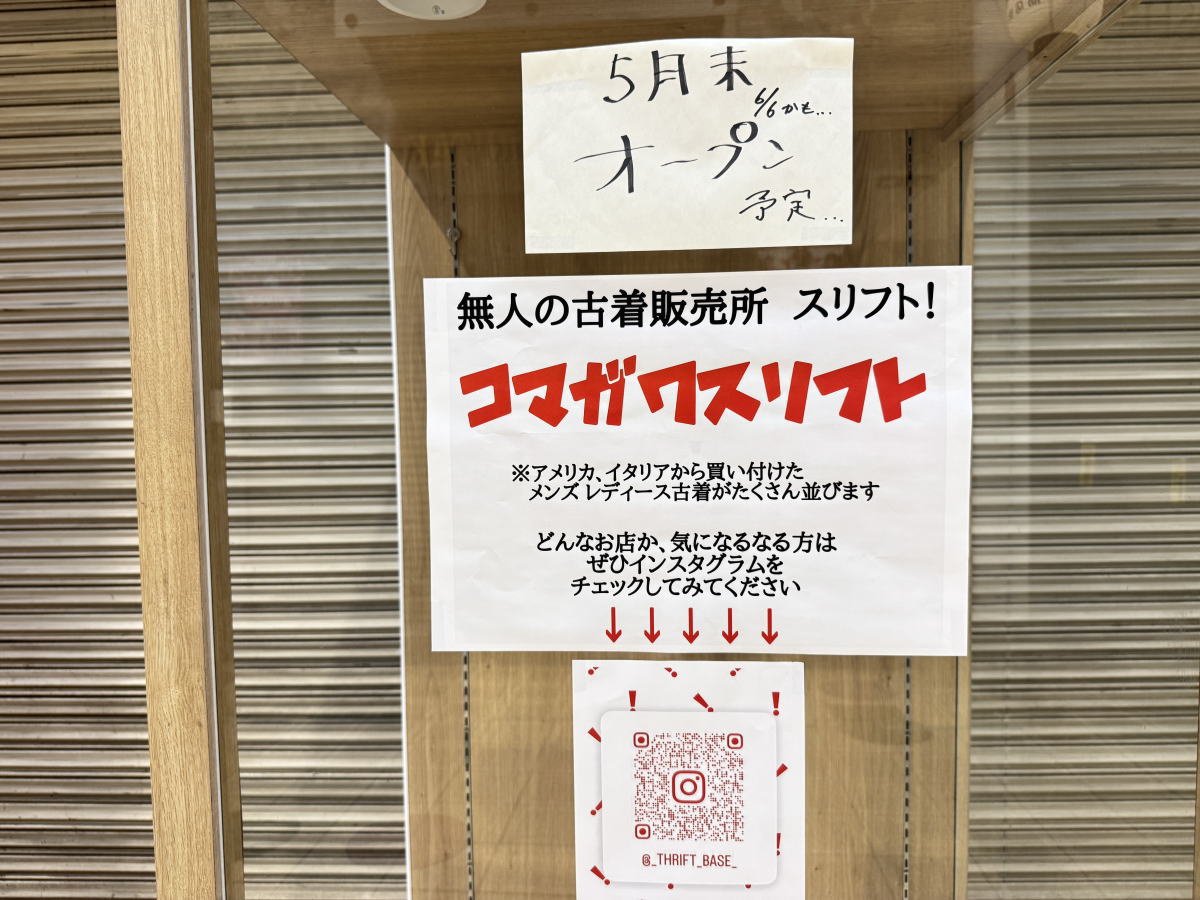 5月末
6/6かも...
オープン
予定...
無人の古着販売所 スリフト!
コマガワスリフト
※アメリカ、イタリアから買い付けた
メンズ レディース古着がたくさん並びます
どんなお店か、気になるなる方は
ぜひインスタグラムを
チェックしてみてください
↓ ↓ ↓ ↓ ↓
@_THRIFT_BASE_